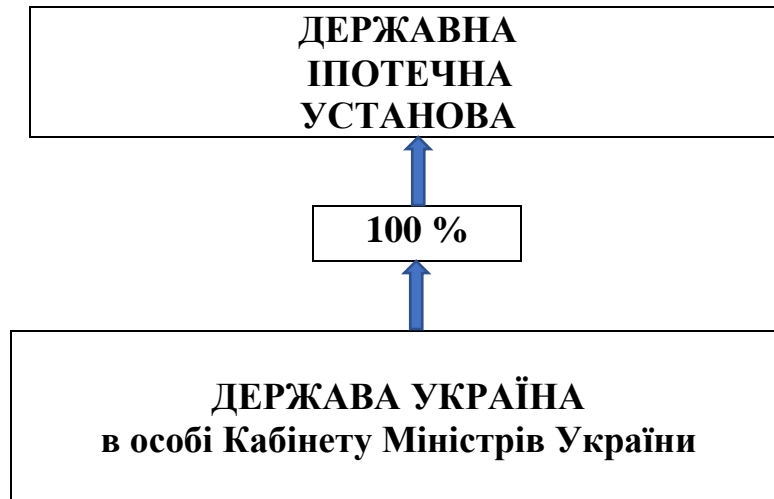 ДЕРЖАВНА
ІПОТЕЧНА
УСТАНОВА
100 %
ДЕРЖАВА УКРАЇНА
в особі Кабінету Міністрів України